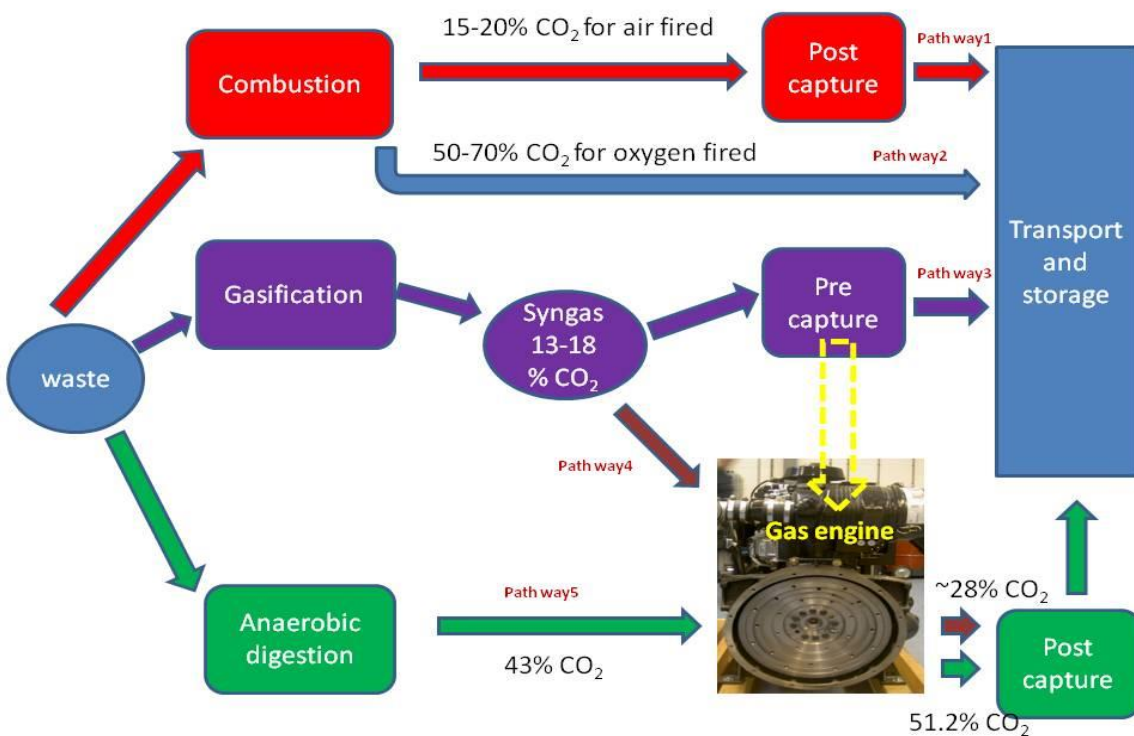 15-20% CO₂ for air fired
Path way1
Combustion
Post
capture
50-70% CO₂ for oxygen fired
Path way2
Transport
and
storage
Gasification
Syngas
13-18
% CO₂
Pre
capture
Path way3
waste
Path way4
Gas engine
Anaerobic
digestion
Path way5
43% CO₂
~28% CO₂
Post
capture
51.2% CO₂